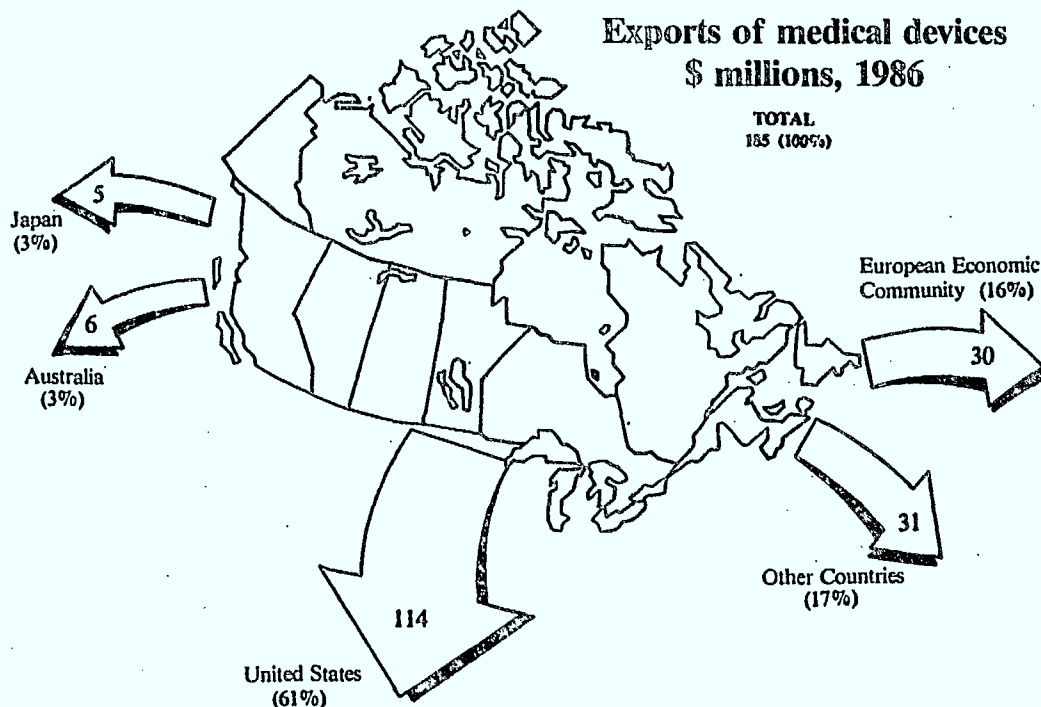 Exports of medical devices
$ millions, 1986
TOTAL
185 (100%)
5
Japan
(3%)
6
Australia
(3%)
European Economic
Community (16%)
30
31
Other Countries
(17%)
114
United States
(61%)